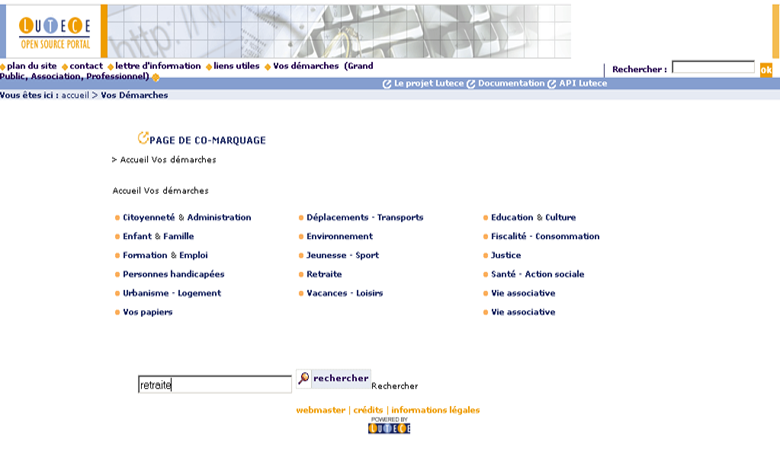 LUTECE
OPEN SOURCE PORTAL
plan du site contact lettre d'information liens utiles Vos démarches (Grand
Public, Association, Professionnel)
Rechercher : ok
Le projet Lutece Documentation API Lutece
Vous êtes ici : accueil > Vos Démarches
PAGE DE CO-MARQUAGE
> Accueil Vos démarches
Accueil Vos démarches
Citoyenneté & Administration Déplacements - Transports Education & Culture
Enfant & Famille Environnement Fiscalité - Consommation
Formation & Emploi Jeunesse - Sport Justice
Personnes handicapées Retraite Santé - Action sociale
Urbanisme - Logement Vacances - Loisirs Vie associative
Vos papiers Vie associative
retraite rechercher Rechercher
webmaster | crédits | informations légales
POWERED BY
LUTECE